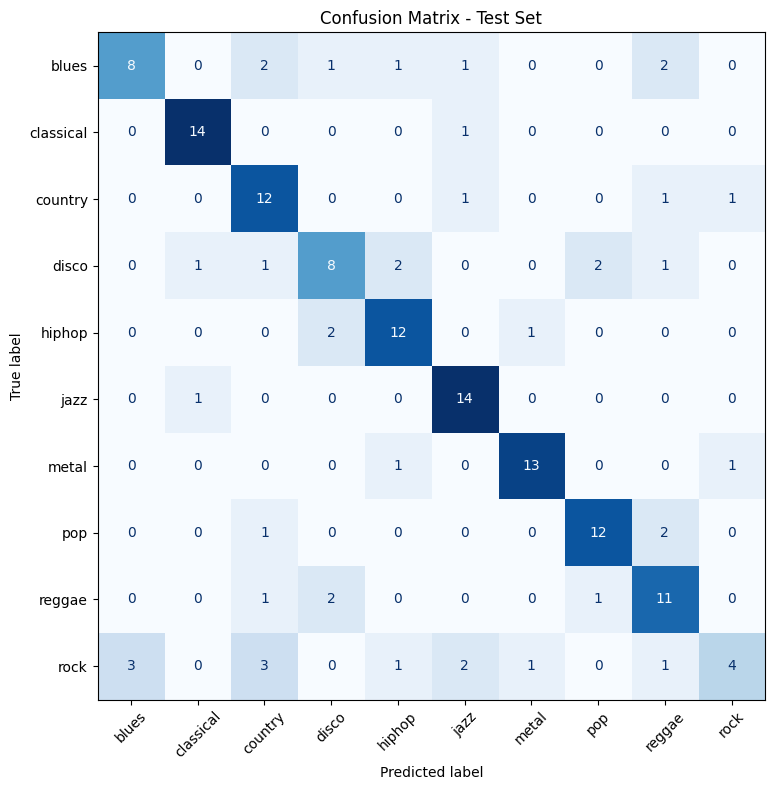 Confusion Matrix - Test Set
True label
blues 8 0 2 1 1 1 0 0 2 0
classical 0 14 0 0 0 1 0 0 0 0
country 0 0 12 0 0 1 0 0 1 1
disco 0 1 1 8 2 0 0 2 1 0
hiphop 0 0 0 2 12 0 1 0 0 0
jazz 0 1 0 0 0 14 0 0 0 0
metal 0 0 0 0 1 0 13 0 0 1
pop 0 0 1 0 0 0 0 12 2 0
reggae 0 0 1 2 0 0 0 1 11 0
rock 3 0 3 0 1 2 1 0 1 4
blues classical country disco hiphop jazz metal pop reggae rock
Predicted label